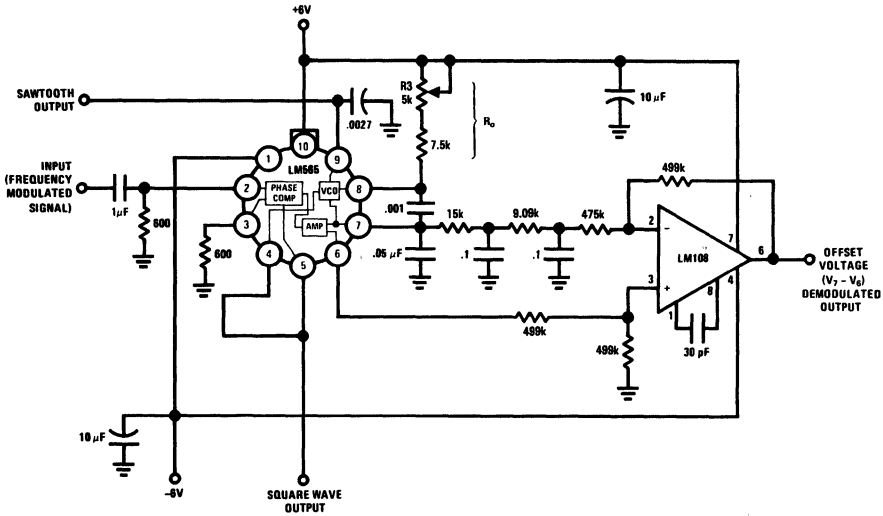 +6V
SAWTOOTH
OUTPUT
.0027
R3
5k
R₀
7.5k
10 μF
INPUT
(FREQUENCY
MODULATED
SIGNAL)
1μF
600
600
LM565
10
1
2
3
4
5
6
7
8
9
PHASE
COMP
VCO
AMP
.001
.05 μF
15k
.1
9.09k
.1
475k
499k
2
−
3
+
LM108
7
6
4
8
1
30 pF
499k
499k
OFFSET
VOLTAGE
(V₇ − V₆)
DEMODULATED
OUTPUT
10 μF
−6V
SQUARE WAVE
OUTPUT